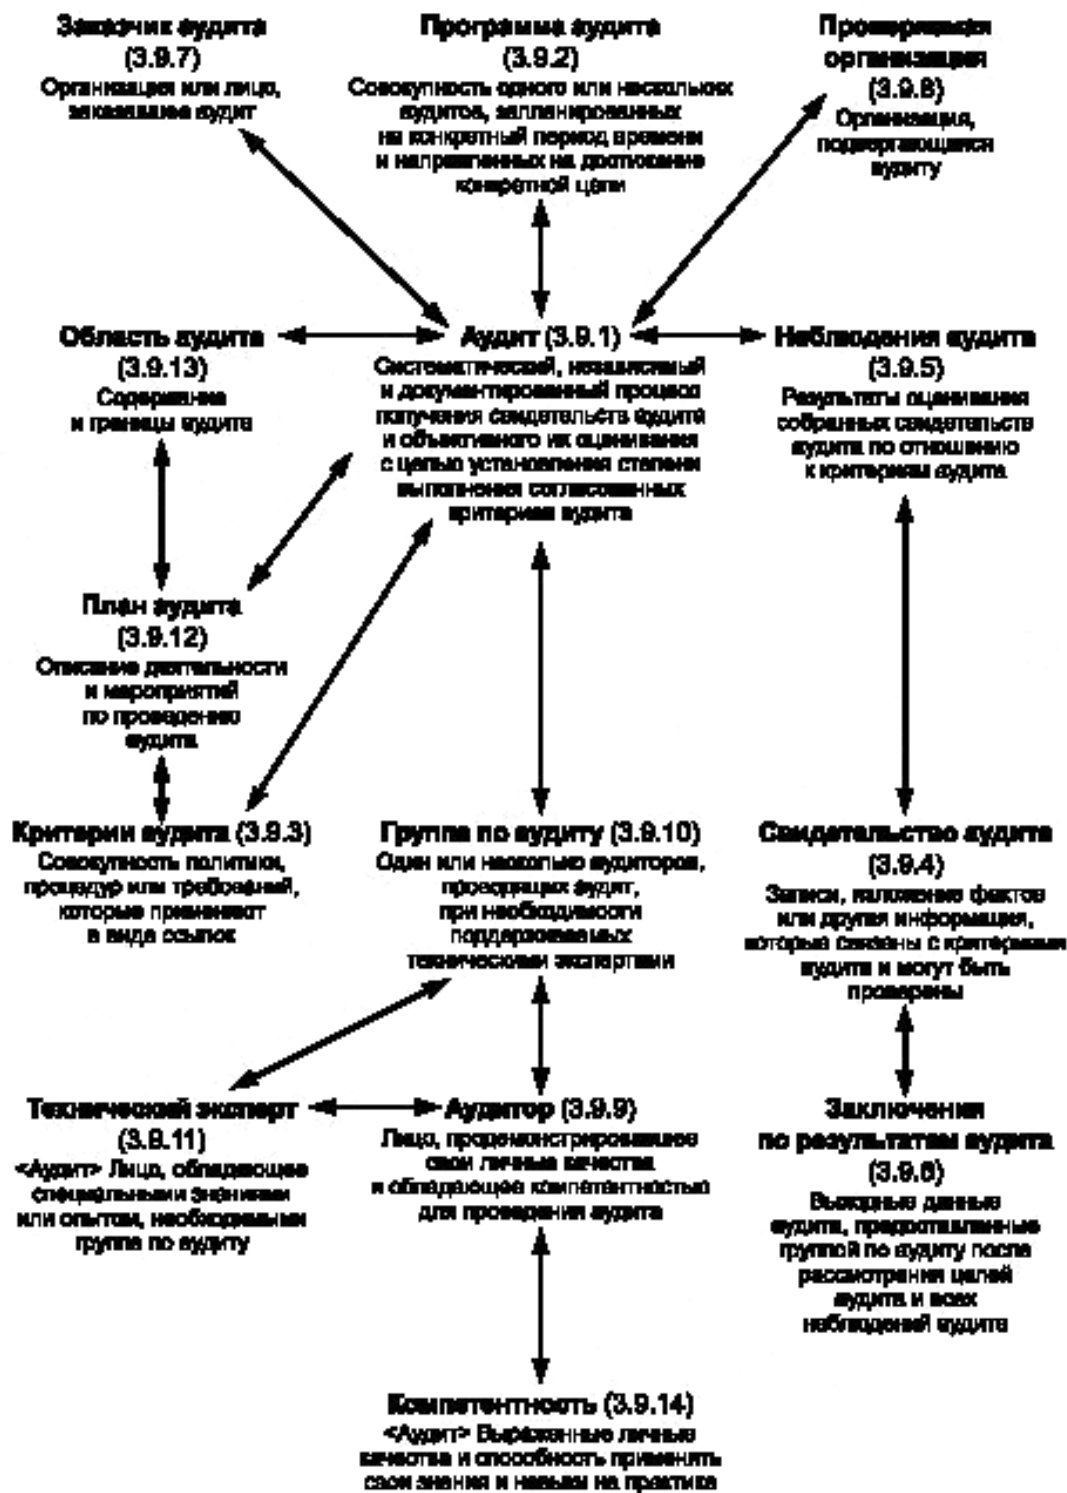 Заказчик аудита
(3.9.7)
Организация или лицо,
заказавшее аудит
Программа аудита
(3.9.2)
Совокупность одного или нескольких
аудитов, запланированных
на конкретный период времени
и направленных на достижение
конкретной цели
Проверяемая
организация
(3.9.8)
Организация,
подвергающаяся
аудиту
Область аудита
(3.9.13)
Содержание
и границы аудита
Аудит (3.9.1)
Систематический, независимый
и документированный процесс
получения свидетельств аудита
и объективного их оценивания
с целью установления степени
выполнения согласованных
критериев аудита
Наблюдения аудита
(3.9.5)
Результаты оценивания
собранных свидетельств
аудита по отношению
к критериям аудита
План аудита
(3.9.12)
Описание деятельности
и мероприятий
по проведению
аудита
Критерии аудита (3.9.3)
Совокупность политики,
процедур или требований,
которые применяют
в виде ссылок
Группа по аудиту (3.9.10)
Один или несколько аудиторов,
проводящих аудит,
при необходимости
поддерживаемых
техническими экспертами
Свидетельство аудита
(3.9.4)
Записи, изложение фактов
или другая информация,
которые связаны с критериями
аудита и могут быть
проверены
Технический эксперт
(3.9.11)
<Аудит> Лицо, обладающее
специальными знаниями
или опытом, необходимыми
группе по аудиту
Аудитор (3.9.9)
Лицо, продемонстрировавшее
свои личные качества
и обладающее компетентностью
для проведения аудита
Заключения
по результатам аудита
(3.9.6)
Выходные данные
аудита, предоставленные
группой по аудиту после
рассмотрения целей
аудита и всех
наблюдений аудита
Компетентность (3.9.14)
<Аудит> Выраженные личные
качества и способность применять
свои знания и навыки на практике